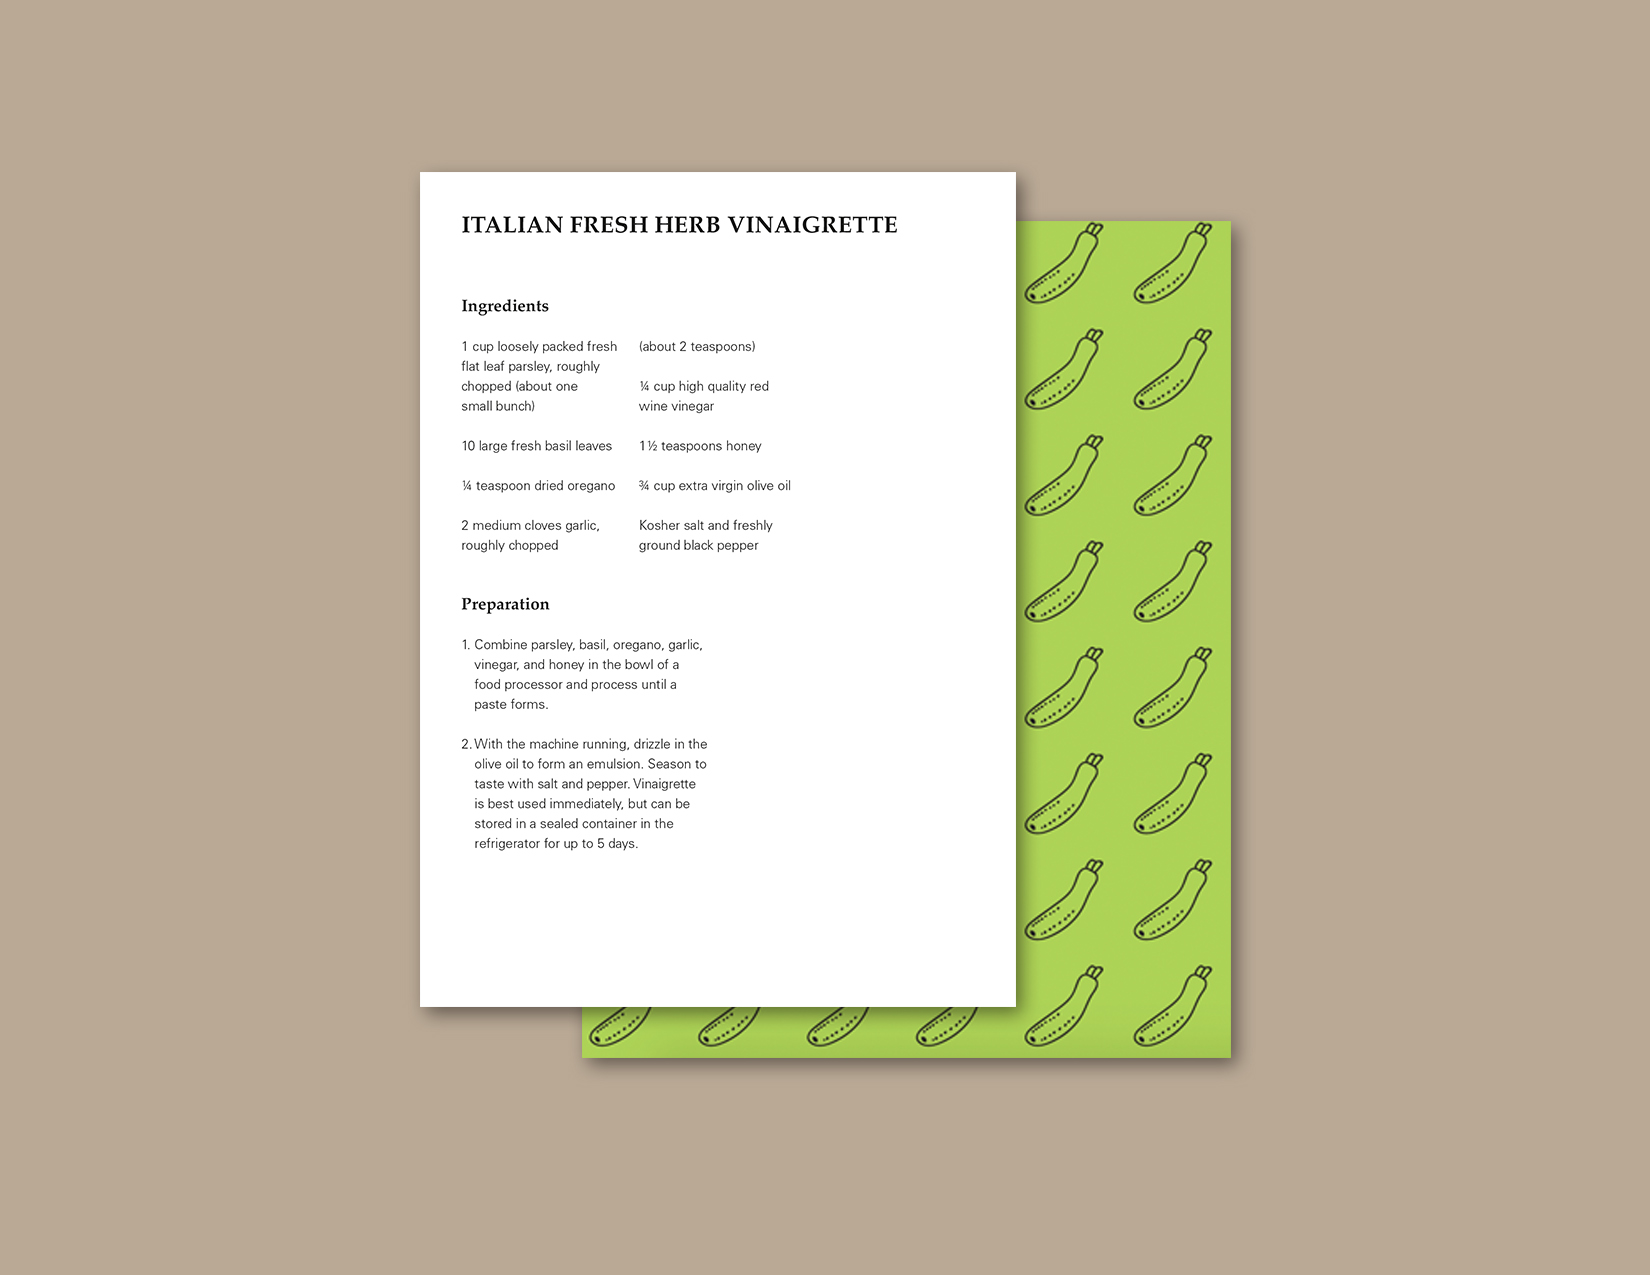 ITALIAN FRESH HERB VINAIGRETTE
Ingredients
1 cup loosely packed fresh
flat leaf parsley, roughly
chopped (about one
small bunch)
10 large fresh basil leaves
¼ teaspoon dried oregano
2 medium cloves garlic,
roughly chopped
(about 2 teaspoons)
¼ cup high quality red
wine vinegar
1 ½ teaspoons honey
¾ cup extra virgin olive oil
Kosher salt and freshly
ground black pepper
Preparation
1. Combine parsley, basil, oregano, garlic,
vinegar, and honey in the bowl of a
food processor and process until a
paste forms.
2. With the machine running, drizzle in the
olive oil to form an emulsion. Season to
taste with salt and pepper. Vinaigrette
is best used immediately, but can be
stored in a sealed container in the
refrigerator for up to 5 days.